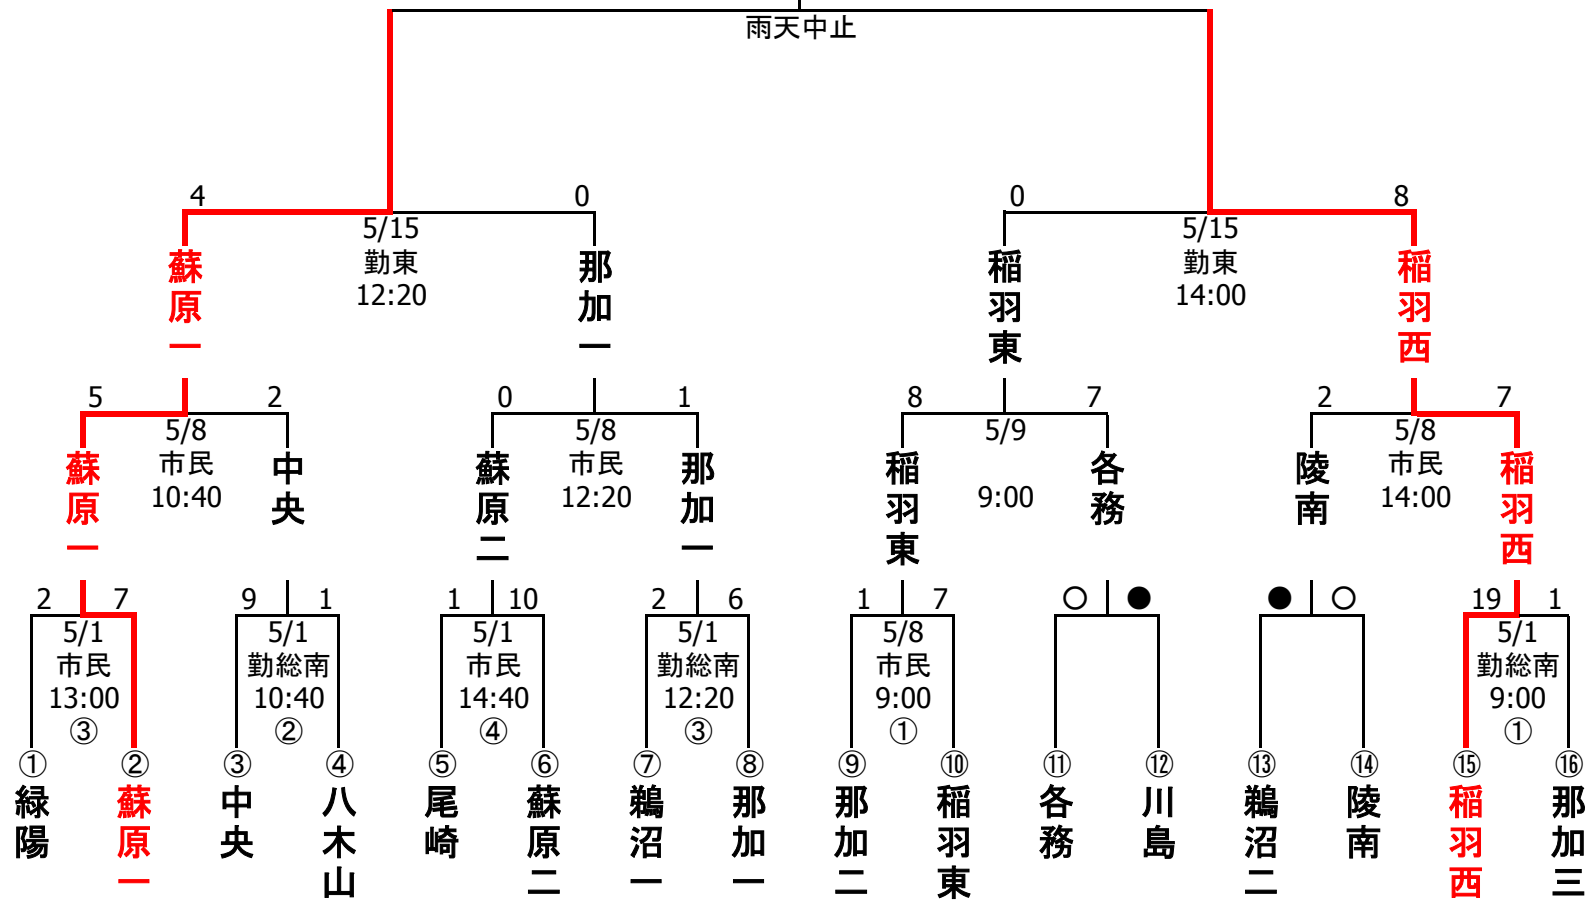 雨天中止
4 0 0 8
5/15 5/15
勤東 勤東
12:20 14:00
蘇原一 那加一 稲羽東 稲羽西
5 2 0 1 8 7 2 7
5/8 5/8 5/9 5/8
市民 市民 市民
10:40 12:20 9:00 14:00
蘇原一 中央 蘇原二 那加一 稲羽東 各務 陵南 稲羽西
2 7 9 1 1 10 2 6 1 7 ○ ● ● ○ 19 1
5/1 5/1 5/1 5/1 5/8 5/1
市民 勤総南 市民 勤総南 市民 勤総南
13:00 10:40 14:40 12:20 9:00 9:00
③ ② ④ ③ ① ①
① ② ③ ④ ⑤ ⑥ ⑦ ⑧ ⑨ ⑩ ⑪ ⑫ ⑬ ⑭ ⑮ ⑯
緑陽 蘇原一 中央 八木山 尾崎 蘇原二 鵜沼一 那加一 那加二 稲羽東 各務 川島 鵜沼二 陵南 稲羽西 那加三